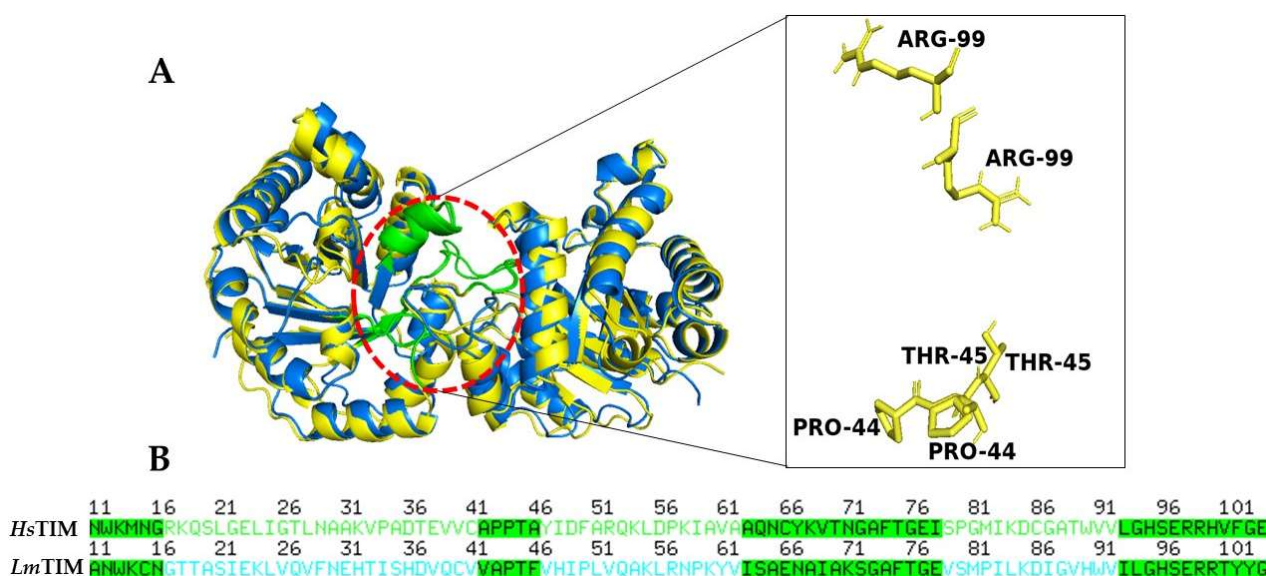 A
ARG-99
ARG-99
THR-45
THR-45
PRO-44
PRO-44
B
11 16 21 26 31 36 41 46 51 56 61 66 71 76 81 86 91 96 101
HsTIM NWKMNGRKQSLGELIGTLNAAKVPADTEVVCAPPTAYIDFARQKLDPKIAVAAQNCYKVTNGAFTGEISPGMIKDCGATWVVLGHSERRHVFGE
11 16 21 26 31 36 41 46 51 56 61 66 71 76 81 86 91 96 101
LmTIM ANWKCNGTTASIEKLVQVFNEHTISHDVQCVVAPTFVHIPLVQAKLRNPKYVISAENAIAKSGAFTGEVSMPILKDIGVHWVILGHSERRTYYG